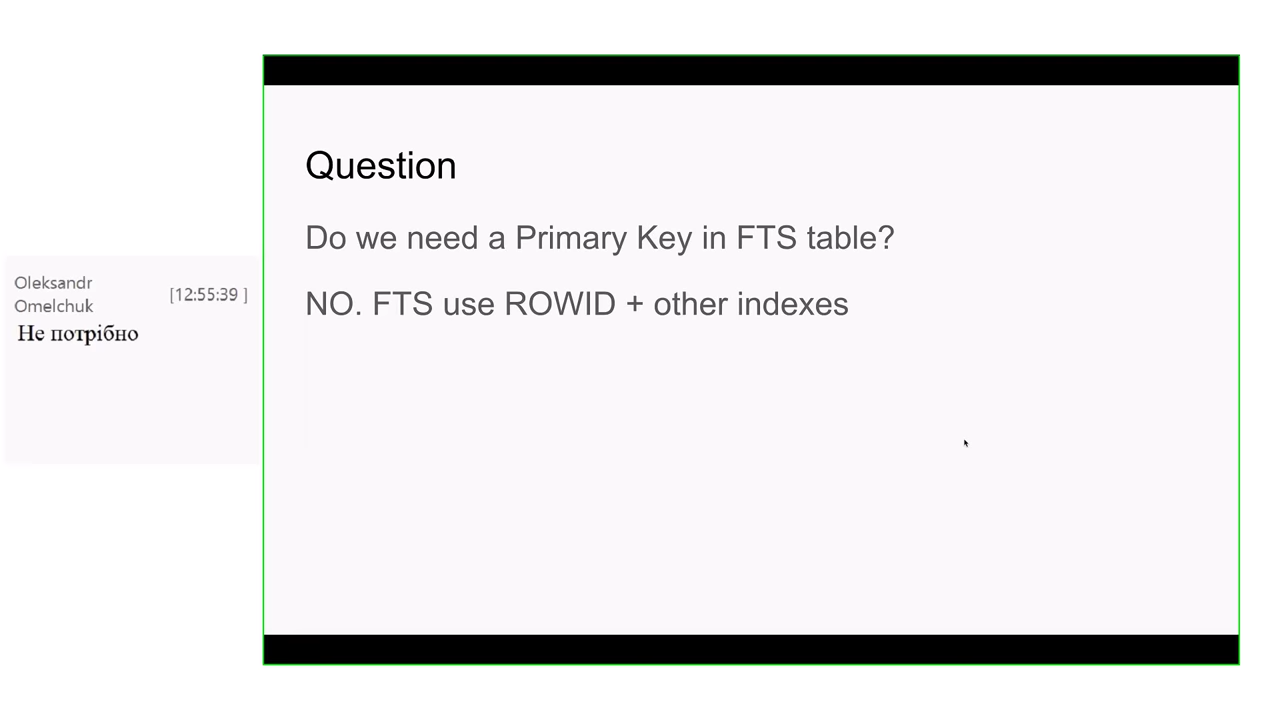 Question
Do we need a Primary Key in FTS table?
NO. FTS use ROWID + other indexes
Oleksandr
Omelchuk
[12:55:39 ]
Не потрібно